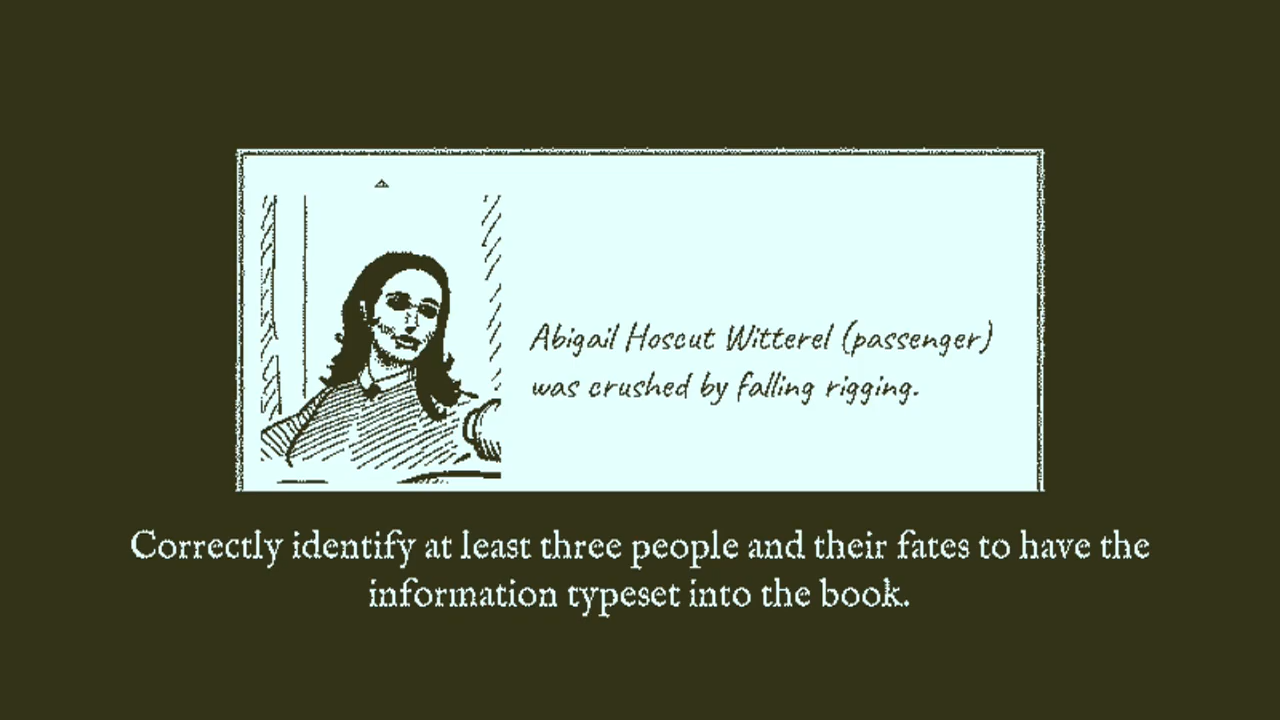 Abigail Hoscut Witterel (passenger)
was crushed by falling rigging.
Correctly identify at least three people and their fates to have the
information typeset into the book.